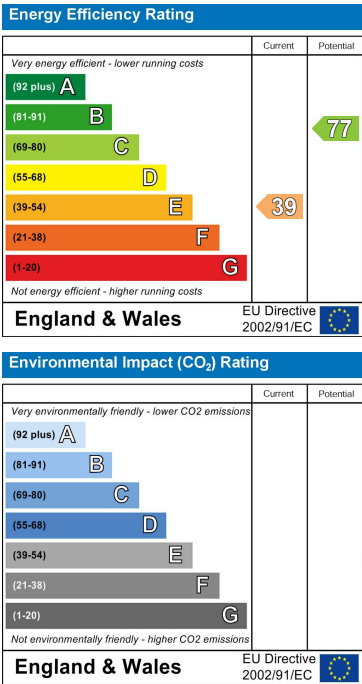 Energy Efficiency Rating
Current Potential
Very energy efficient - lower running costs
(92 plus) A
(81-91) B
(69-80) C
(55-68) D
(39-54) E
(21-38) F
(1-20) G
77
39
Not energy efficient - higher running costs
England & Wales
EU Directive
2002/91/EC
Environmental Impact (CO₂) Rating
Current Potential
Very environmentally friendly - lower CO2 emissions
(92 plus) A
(81-91) B
(69-80) C
(55-68) D
(39-54) E
(21-38) F
(1-20) G
Not environmentally friendly - higher CO2 emissions
England & Wales
EU Directive
2002/91/EC